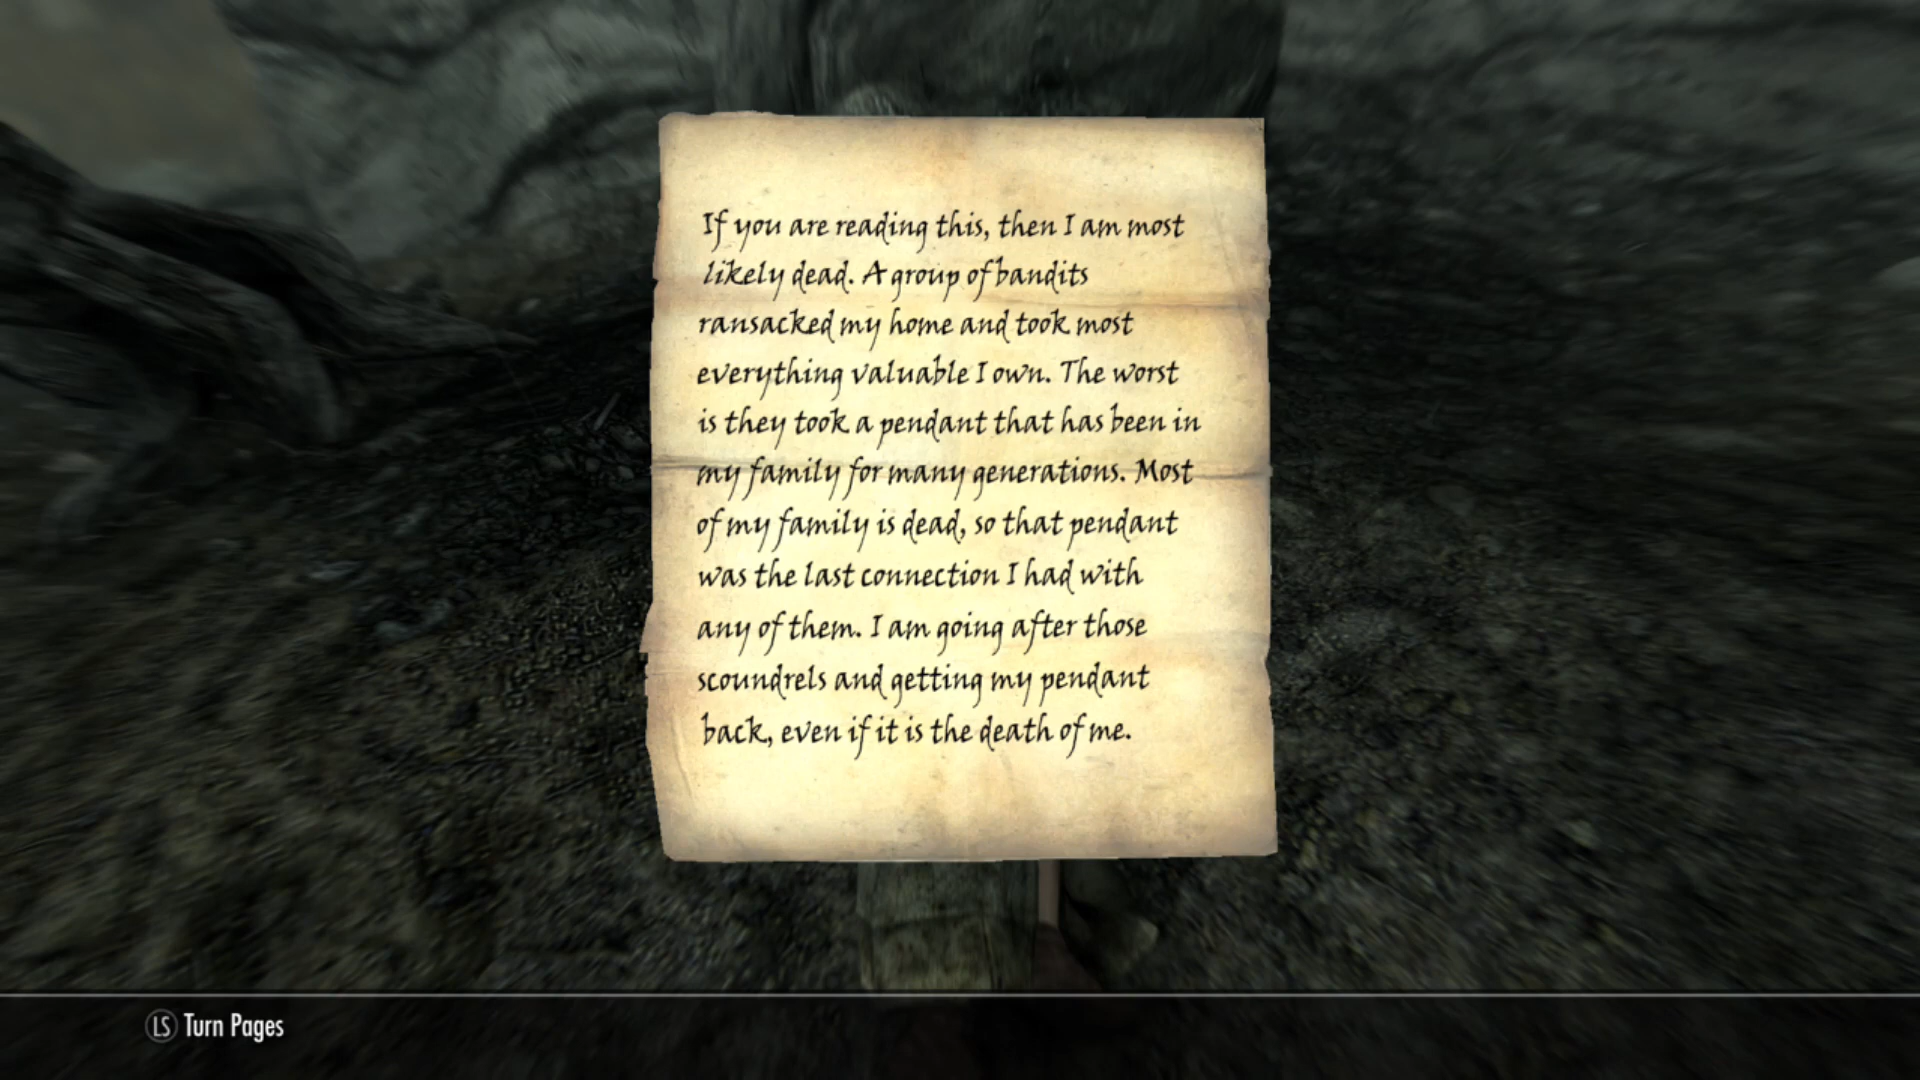 If you are reading this, then I am most
likely dead. A group of bandits
ransacked my home and took most
everything valuable I own. The worst
is they took a pendant that has been in
my family for many generations. Most
of my family is dead, so that pendant
was the last connection I had with
any of them. I am going after those
scoundrels and getting my pendant
back, even if it is the death of me.
LS Turn Pages